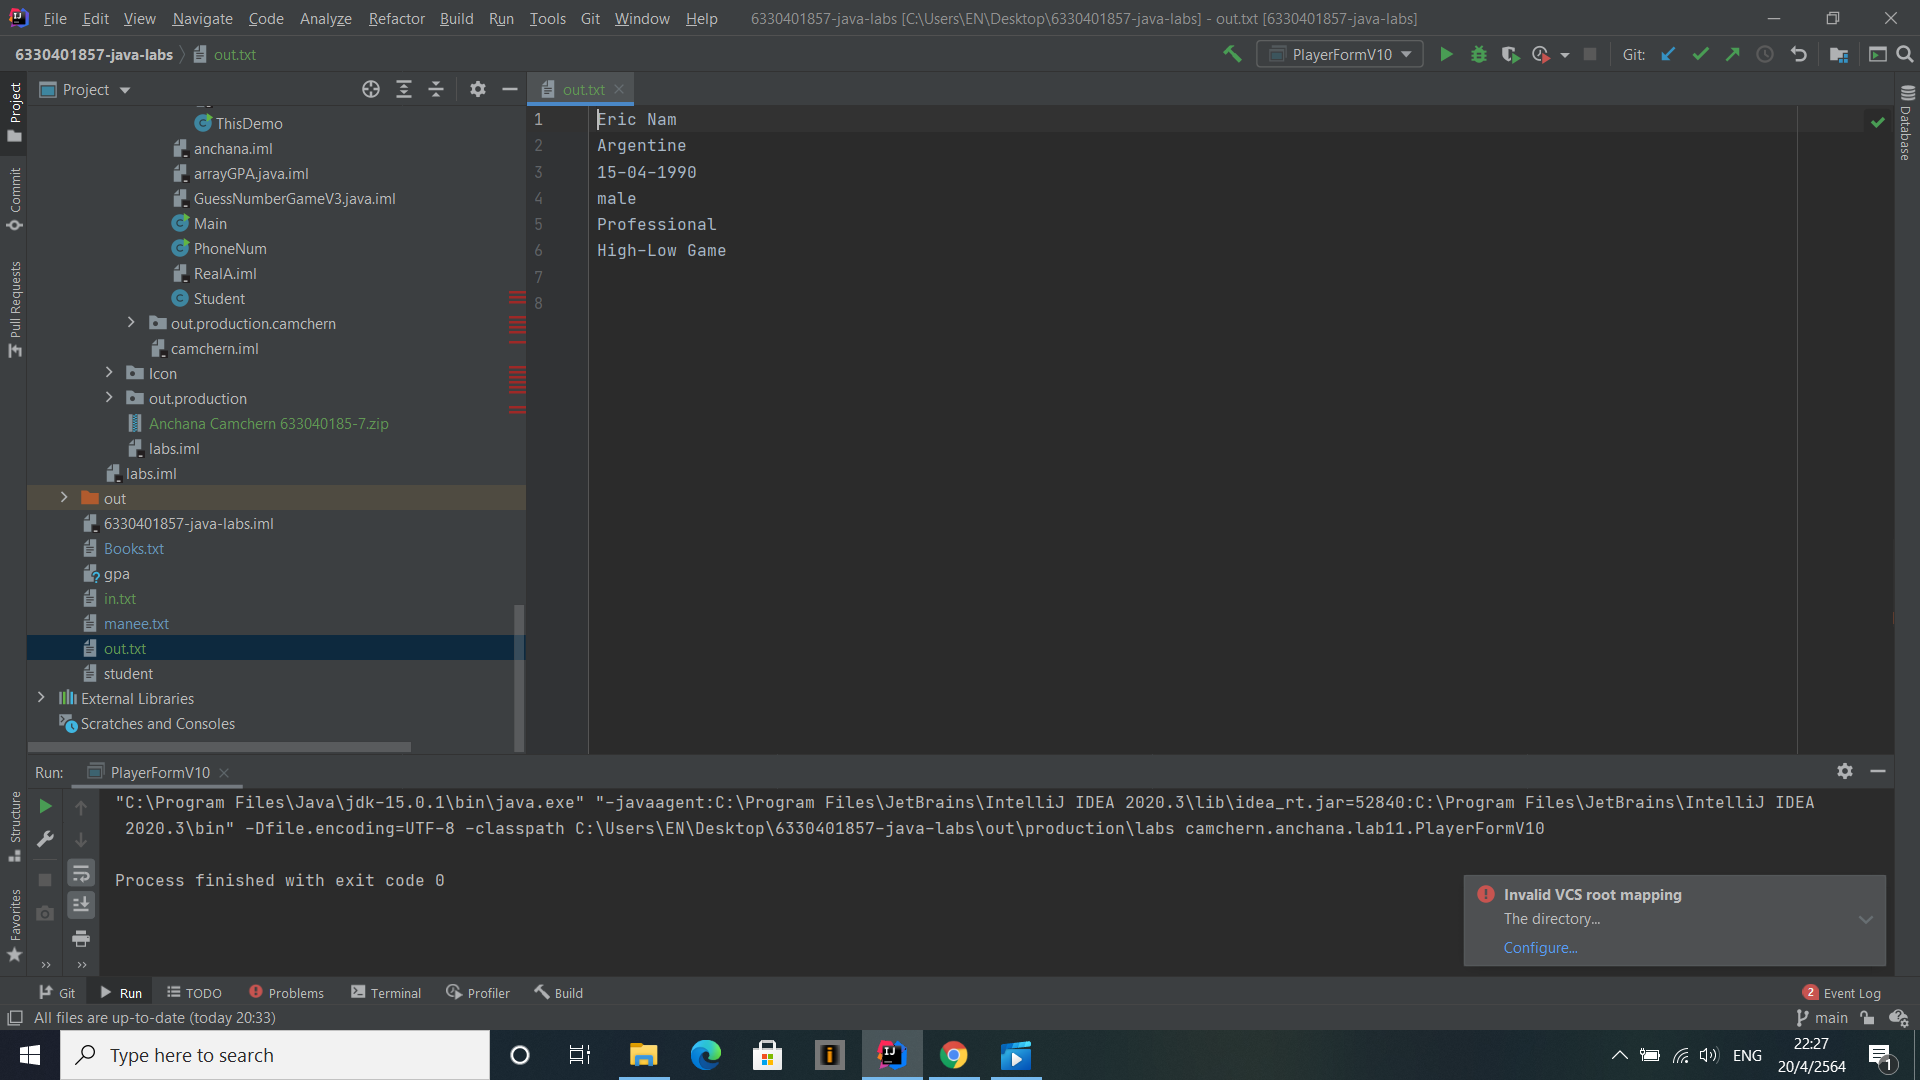 File Edit View Navigate Code Analyze Refactor Build Run Tools Git Window Help 6330401857-java-labs [C:\Users\EN\Desktop\6330401857-java-labs] - out.txt [6330401857-java-labs]
6330401857-java-labs out.txt PlayerFormV10 Git:
Project out.txt
Project
Commit
Pull Requests
Structure
Favorites
Database
ThisDemo
anchana.iml
arrayGPA.java.iml
GuessNumberGameV3.java.iml
Main
PhoneNum
RealA.iml
Student
out.production.camchern
camchern.iml
Icon
out.production
Anchana Camchern 633040185-7.zip
labs.iml
labs.iml
out
6330401857-java-labs.iml
Books.txt
gpa
in.txt
manee.txt
out.txt
student
External Libraries
Scratches and Consoles
1 Eric Nam
2 Argentine
3 15-04-1990
4 male
5 Professional
6 High-Low Game
7
8
Run: PlayerFormV10
"C:\Program Files\Java\jdk-15.0.1\bin\java.exe" "-javaagent:C:\Program Files\JetBrains\IntelliJ IDEA 2020.3\lib\idea_rt.jar=52840:C:\Program Files\JetBrains\IntelliJ IDEA
2020.3\bin" -Dfile.encoding=UTF-8 -classpath C:\Users\EN\Desktop\6330401857-java-labs\out\production\labs camchern.anchana.lab11.PlayerFormV10
Process finished with exit code 0
Invalid VCS root mapping
The directory...
Configure...
Git Run TODO Problems Terminal Profiler Build 2 Event Log
All files are up-to-date (today 20:33) main
Type here to search
ENG
22:27
20/4/2564
1